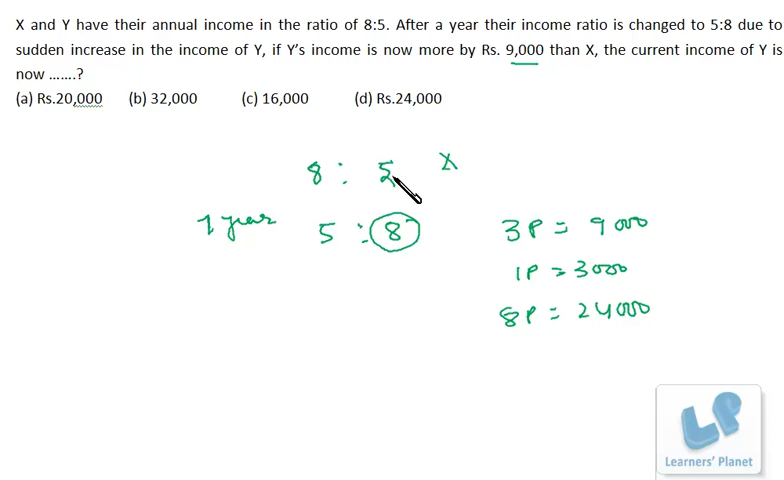 X and Y have their annual income in the ratio of 8:5. After a year their income ratio is changed to 5:8 due to
sudden increase in the income of Y, if Y's income is now more by Rs. 9,000 than X, the current income of Y is
now .......?
(a) Rs.20,000 (b) 32,000 (c) 16,000 (d) Rs.24,000
8 : 5 X
1 year 5 : 8 3P = 9000
1P = 3000
8P = 24000
LP
Learners' Planet